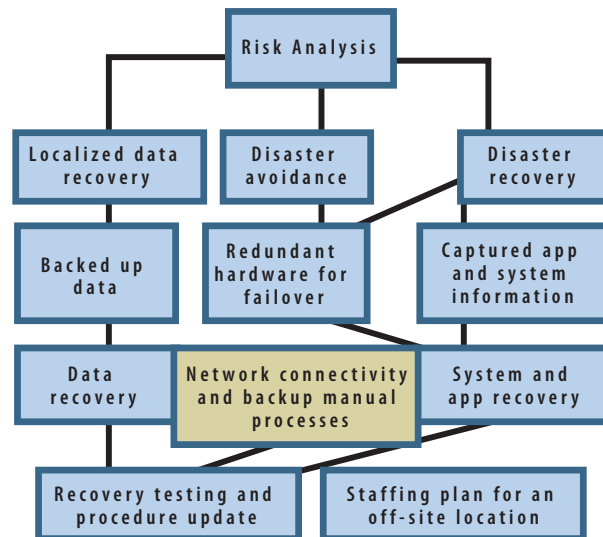 Risk Analysis
Localized data
recovery
Disaster
avoidance
Disaster
recovery
Backed up
data
Redundant
hardware for
failover
Captured app
and system
information
Data
recovery
Network connectivity
and backup manual
processes
System and
app recovery
Recovery testing and
procedure update
Staffing plan for an
off-site location